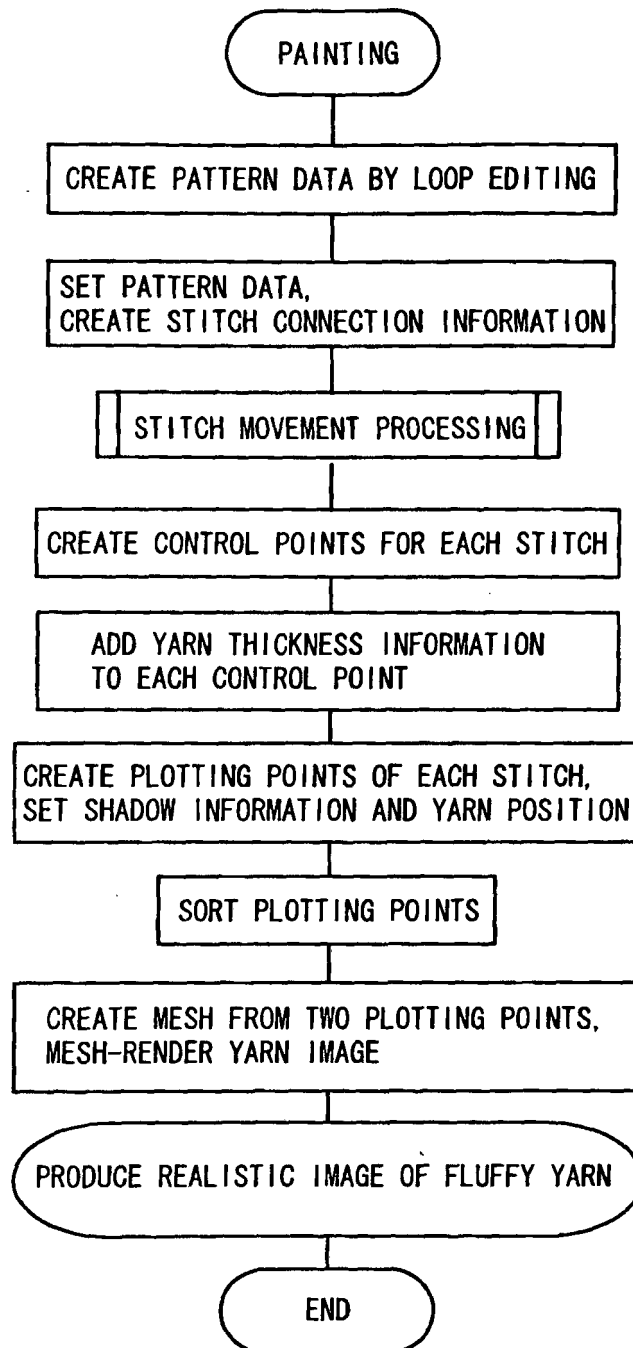 PAINTING
CREATE PATTERN DATA BY LOOP EDITING
SET PATTERN DATA,
CREATE STITCH CONNECTION INFORMATION
STITCH MOVEMENT PROCESSING
CREATE CONTROL POINTS FOR EACH STITCH
ADD YARN THICKNESS INFORMATION
TO EACH CONTROL POINT
CREATE PLOTTING POINTS OF EACH STITCH,
SET SHADOW INFORMATION AND YARN POSITION
SORT PLOTTING POINTS
CREATE MESH FROM TWO PLOTTING POINTS,
MESH-RENDER YARN IMAGE
PRODUCE REALISTIC IMAGE OF FLUFFY YARN
END